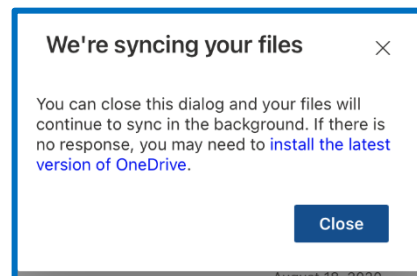 We're syncing your files
You can close this dialog and your files will
continue to sync in the background. If there is
no response, you may need to install the latest
version of OneDrive.
Close